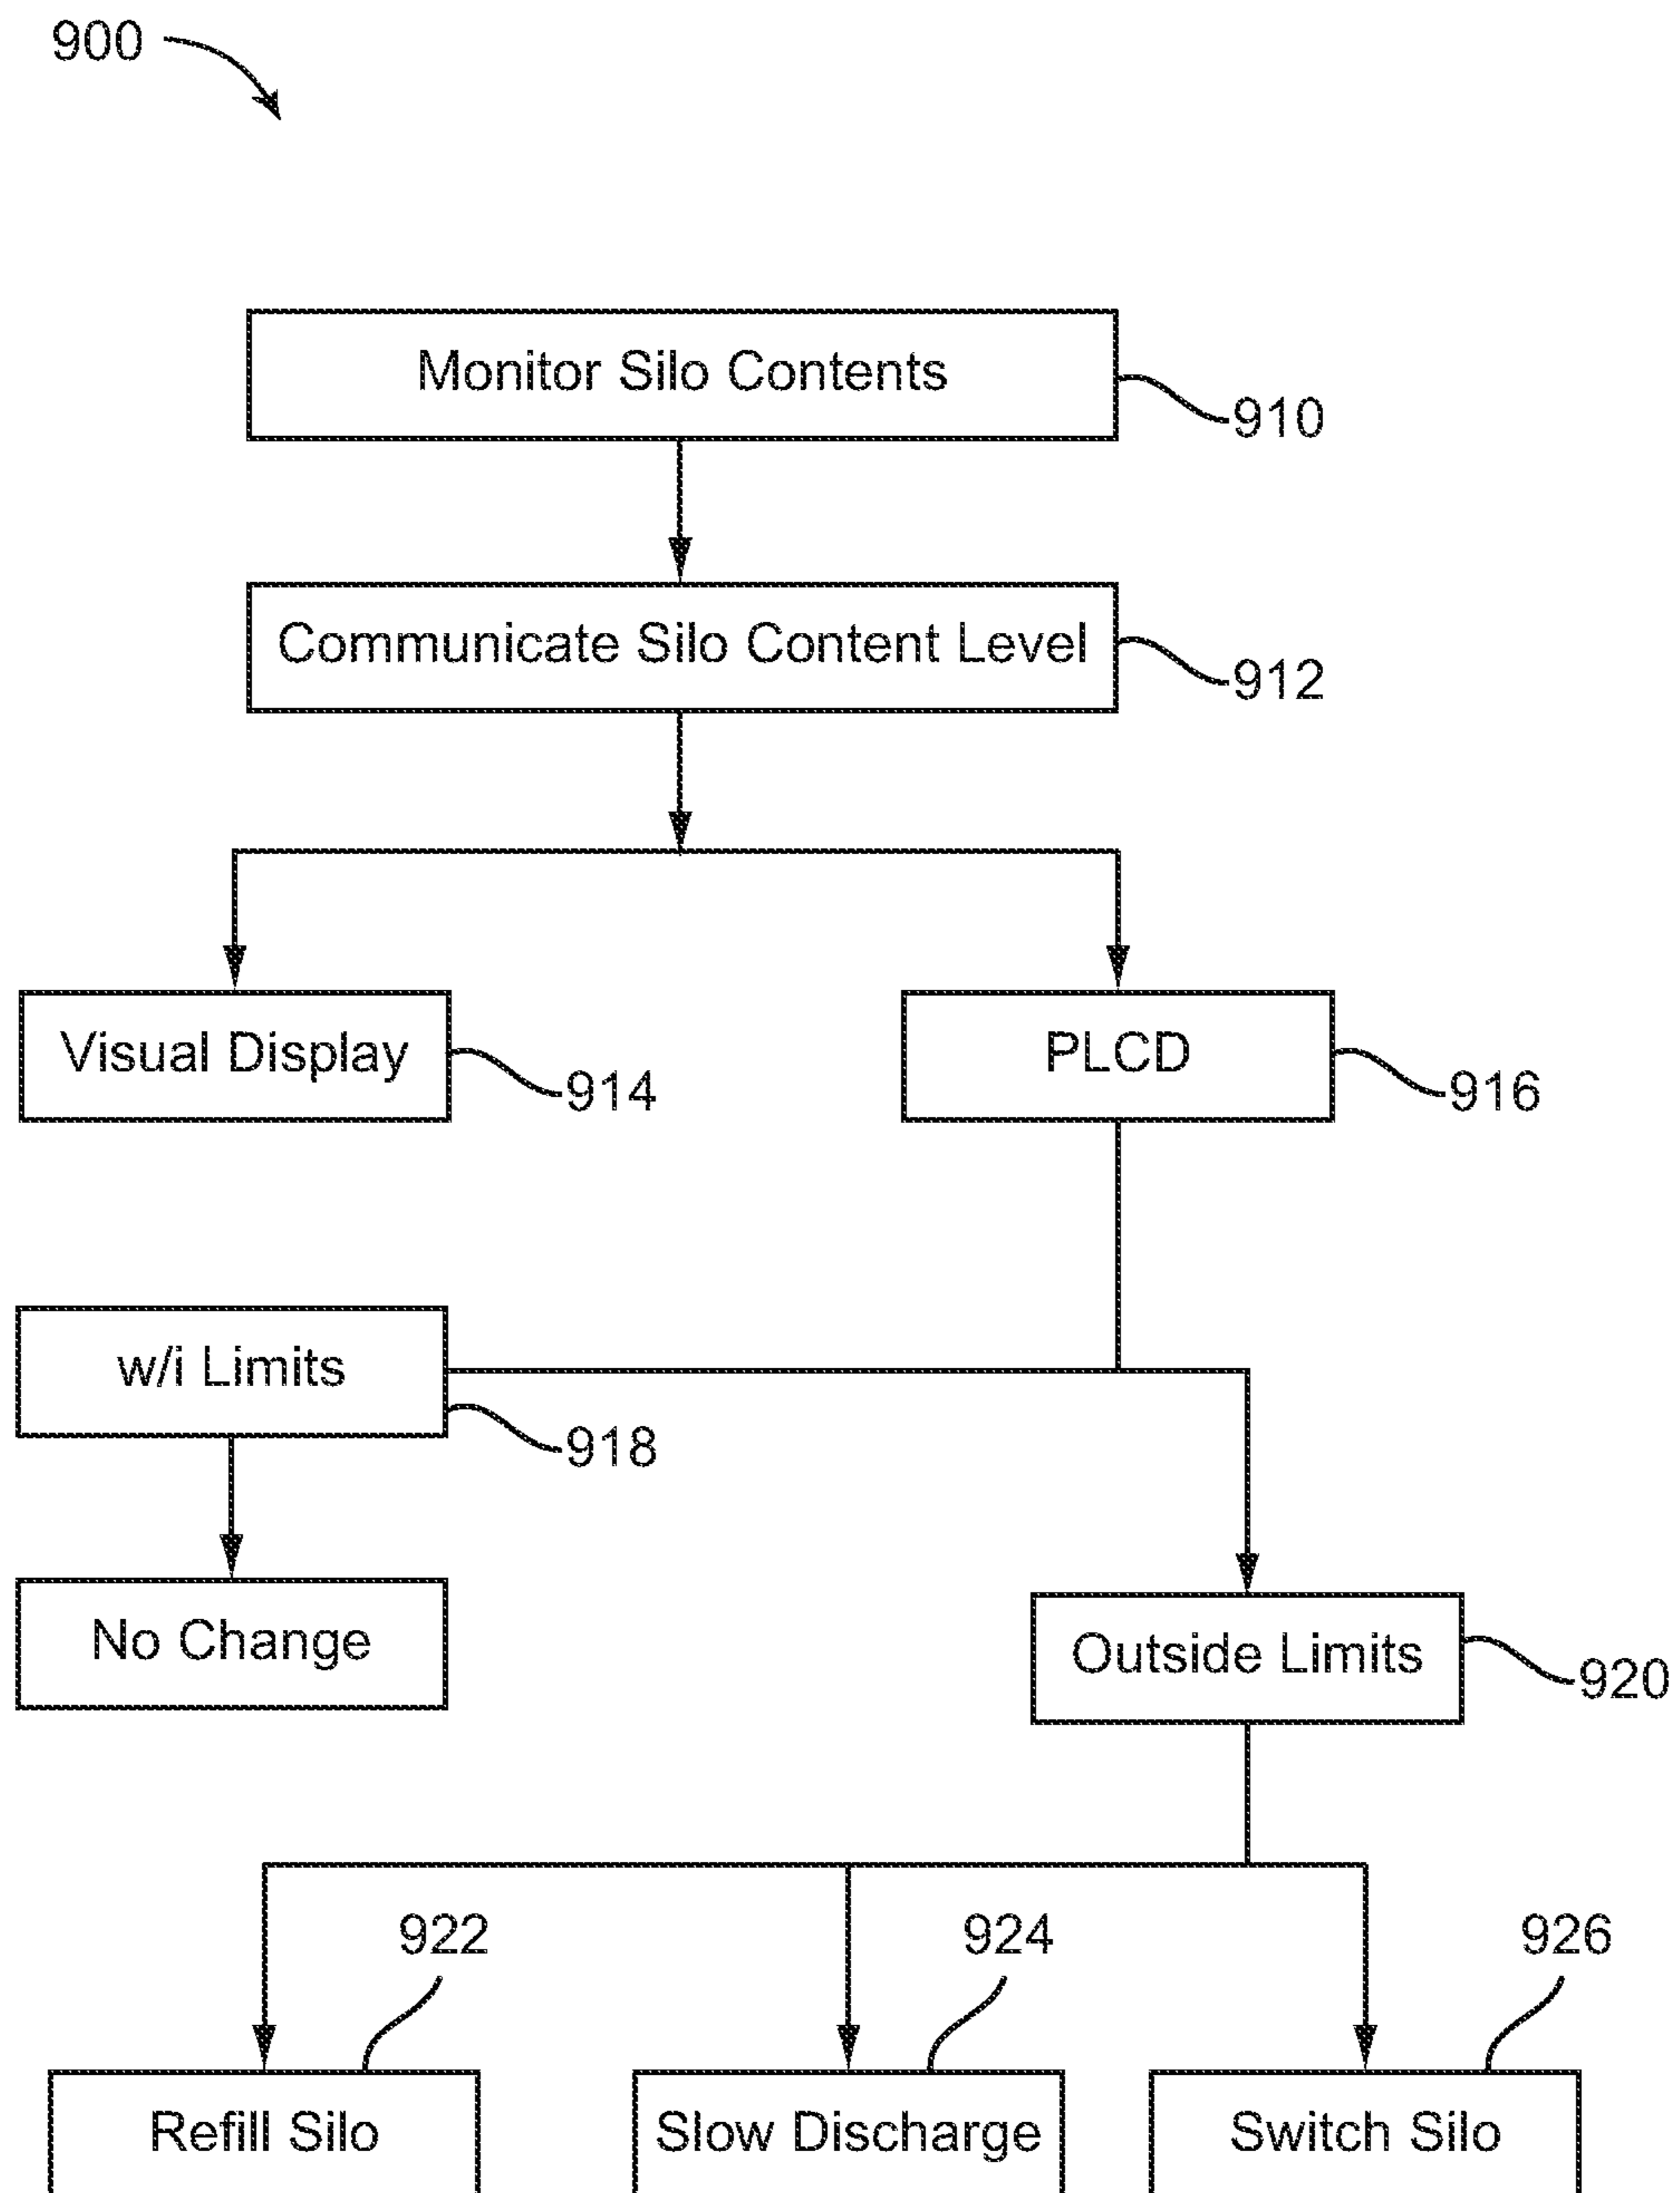 900
Monitor Silo Contents
910
Communicate Silo Content Level
912
Visual Display
914
PLCD
916
w/i Limits
918
No Change
Outside Limits
920
922
924
926
Refill Silo
Slow Discharge
Switch Silo